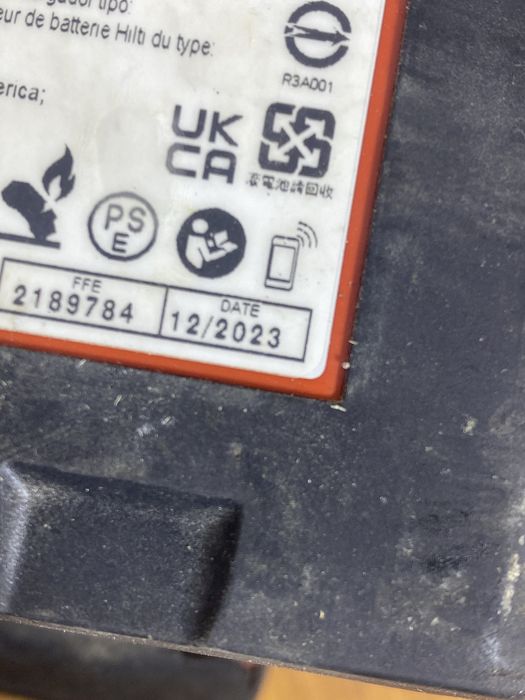 tipo:
eur de batterie Hilti du type:
R3A001
erica;
UK
CA
廢電池請回收
PS
E
FFE
2189784
DATE
12/2023